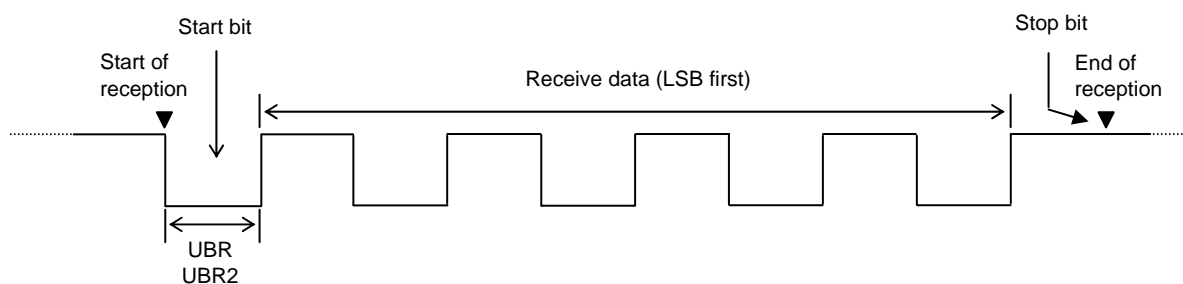 Start bit
Stop bit
Start of
reception
Receive data (LSB first)
End of
reception
UBR
UBR2